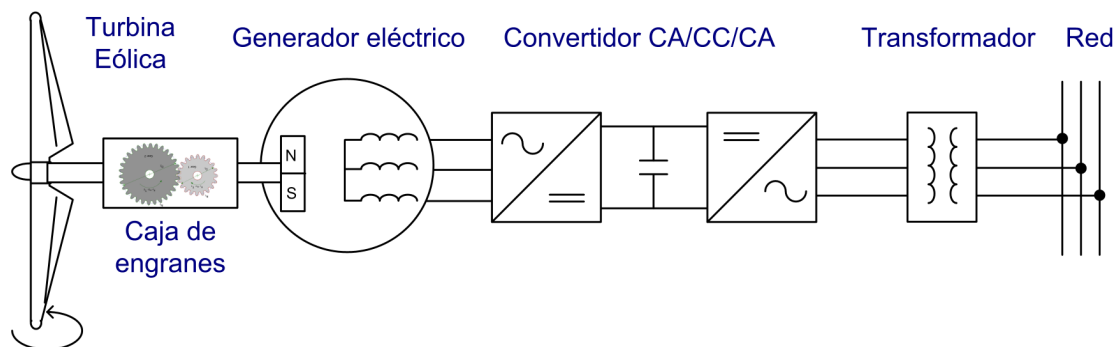 Turbina
Eólica
Generador eléctrico
Convertidor CA/CC/CA
Transformador
Red
N
S
Caja de
engranes